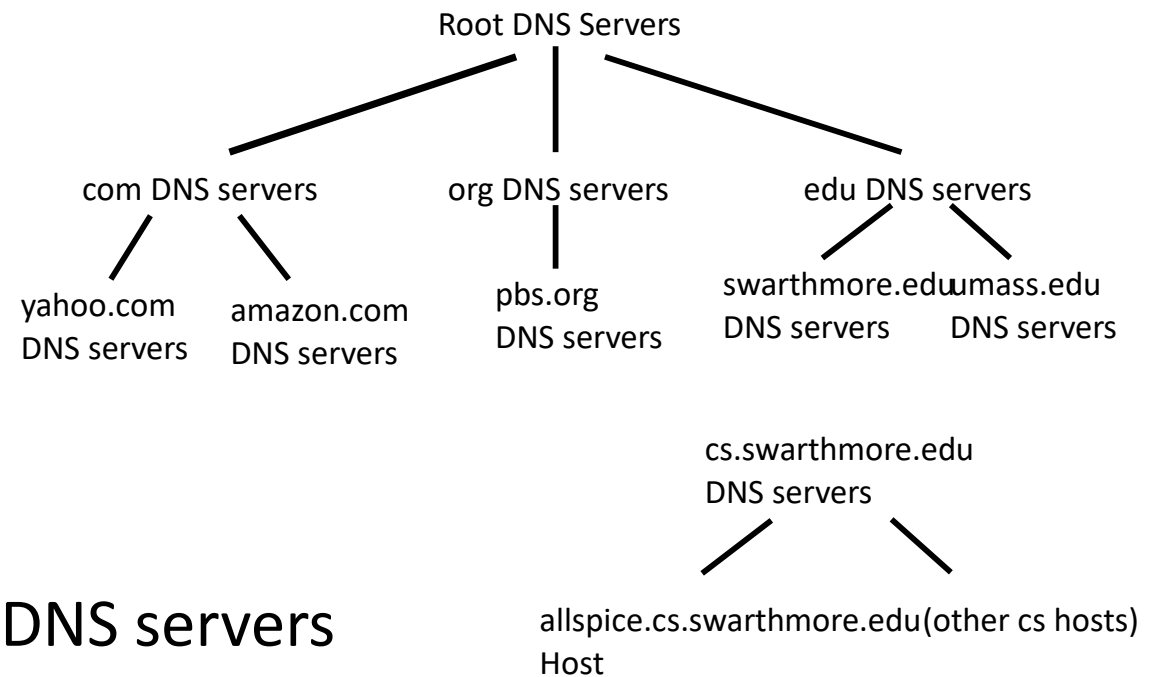 Root DNS Servers
com DNS servers
org DNS servers
edu DNS servers
yahoo.com
DNS servers
amazon.com
DNS servers
pbs.org
DNS servers
swarthmore.edu
DNS servers
umass.edu
DNS servers
cs.swarthmore.edu
DNS servers
allspice.cs.swarthmore.edu
Host
(other cs hosts)
DNS servers